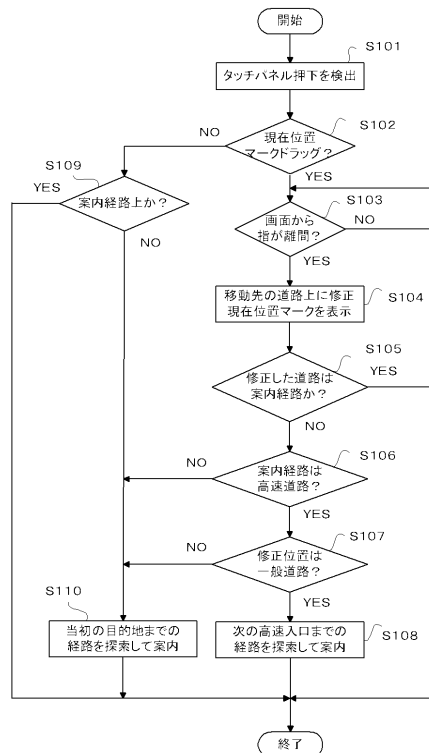 開始
S101
タッチパネル押下を検出
S102
NO
現在位置
マークドラッグ？
S109
YES
YES
案内経路上か？
S103
画面から
指が離間？
NO
NO
YES
移動先の道路上に修正
現在位置マークを表示
S104
S105
修正した道路は
案内経路か？
YES
NO
S106
NO
案内経路は
高速道路？
YES
S107
NO
修正位置は
一般道路？
YES
S110
当初の目的地までの
経路を探索して案内
次の高速入口までの
経路を探索して案内
S108
終了